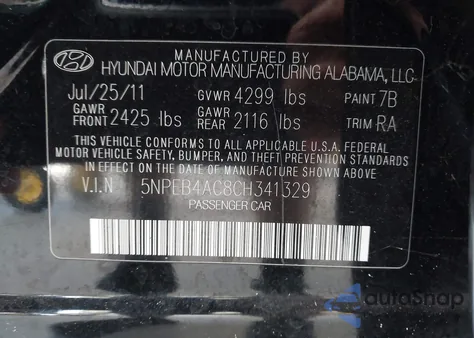 MANUFACTURED BY
HYUNDAI MOTOR MANUFACTURING ALABAMA, LLC
Jul/25/11 GVWR 4299 lbs PAINT 7B
GAWR FRONT 2425 lbs GAWR REAR 2116 lbs TRIM RA
THIS VEHICLE CONFORMS TO ALL APPLICABLE U.S.A. FEDERAL
MOTOR VEHICLE SAFETY, BUMPER, AND THEFT PREVENTION STANDARDS
IN EFFECT ON THE DATE OF MANUFACTURE SHOWN ABOVE.
V.I.N 5NPEB4AC8CH341329
PASSENGER CAR
autoSnap